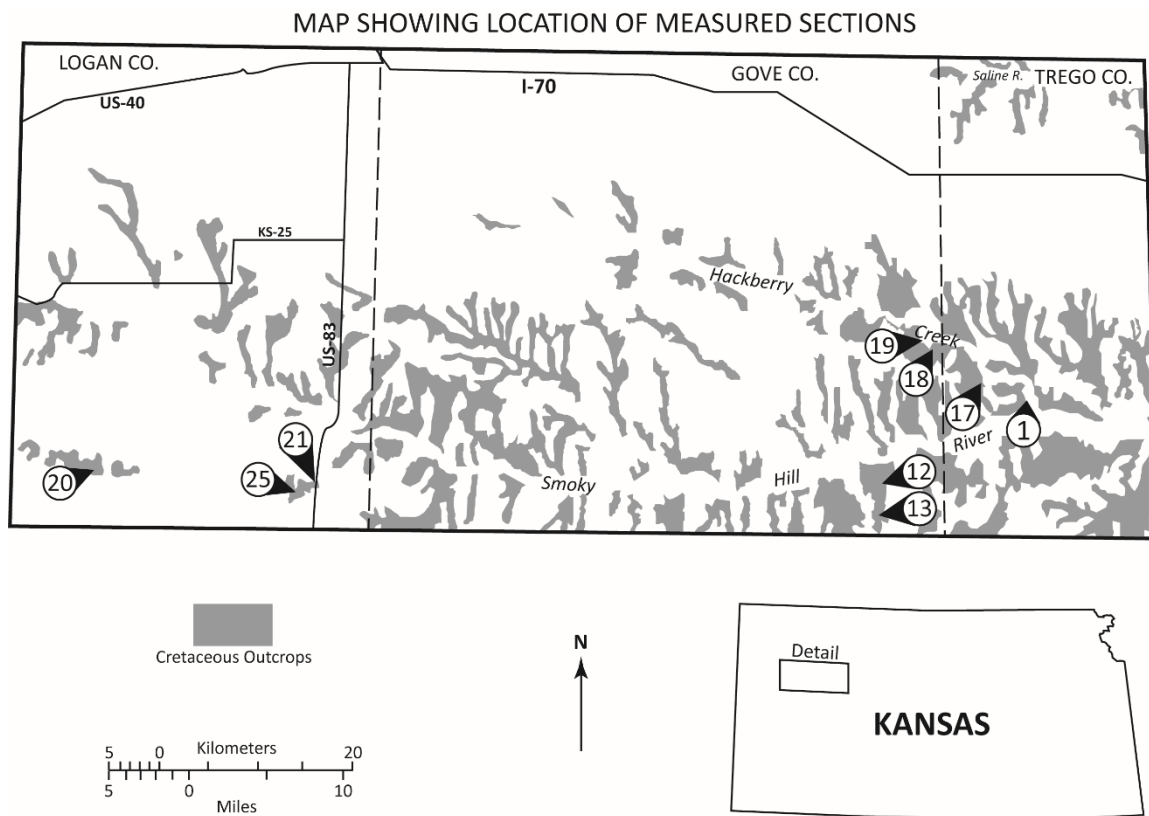 MAP SHOWING LOCATION OF MEASURED SECTIONS
LOGAN CO.
GOVE CO.
Saline R.
TREGO CO.
US-40
I-70
KS-25
Hackberry
US-83
Creek
19
18
17
1
River
21
20
25
Smoky
Hill
12
13
Cretaceous Outcrops
N
Detail
KANSAS
5 0 Kilometers 20
5 0 10
Miles